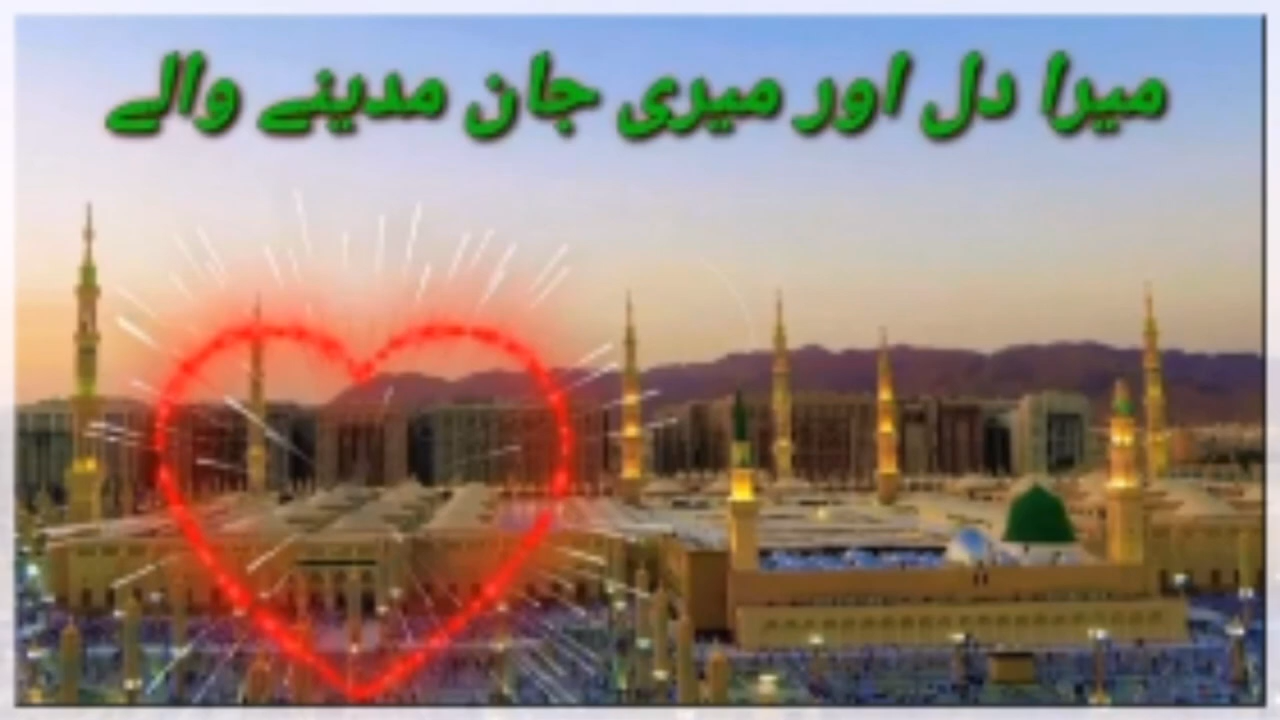 میرا دل اور میری جان مدینے والے